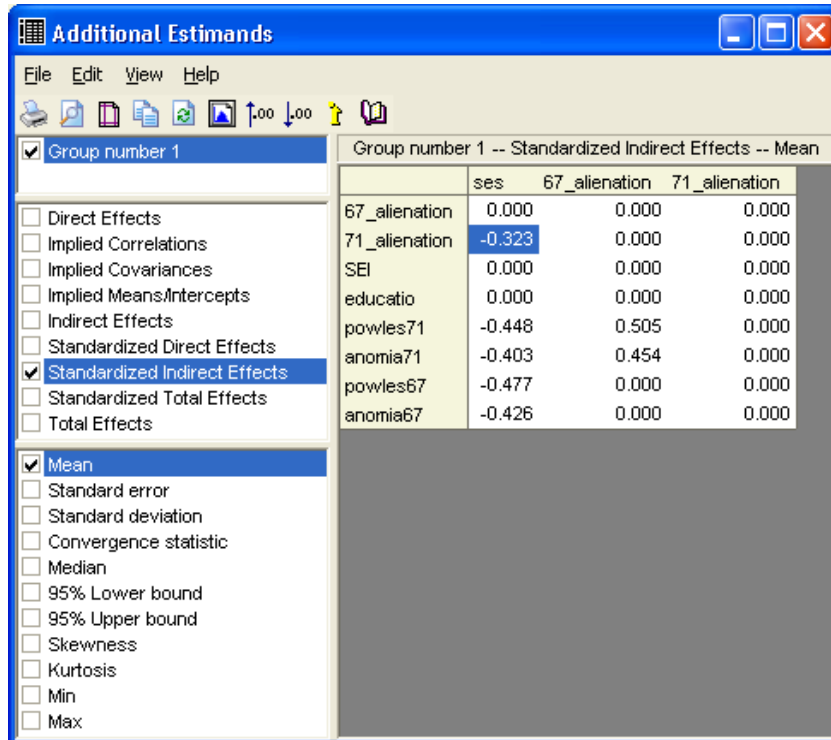 Additional Estimands
File Edit View Help
Group number 1
Direct Effects
Implied Correlations
Implied Covariances
Implied Means/Intercepts
Indirect Effects
Standardized Direct Effects
Standardized Indirect Effects
Standardized Total Effects
Total Effects
Mean
Standard error
Standard deviation
Convergence statistic
Median
95% Lower bound
95% Upper bound
Skewness
Kurtosis
Min
Max
Group number 1 -- Standardized Indirect Effects -- Mean
ses 67_alienation 71_alienation
67_alienation 0.000 0.000 0.000
71_alienation -0.323 0.000 0.000
SEI 0.000 0.000 0.000
educatio 0.000 0.000 0.000
powles71 -0.448 0.505 0.000
anomia71 -0.403 0.454 0.000
powles67 -0.477 0.000 0.000
anomia67 -0.426 0.000 0.000